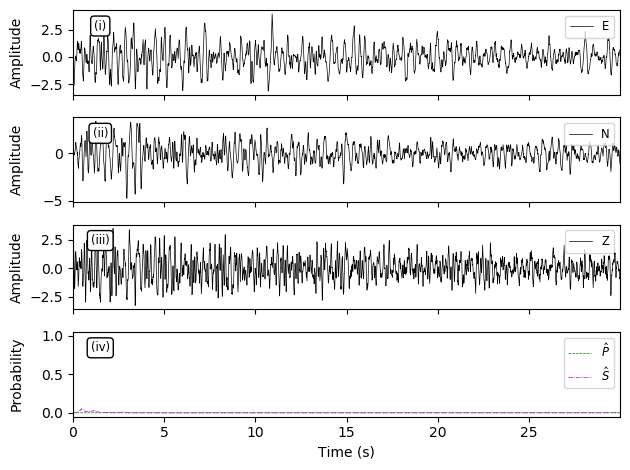 (i)
E
Amplitude
2.5
0.0
−2.5
(ii)
N
Amplitude
0
−5
(iii)
Z
Amplitude
2.5
0.0
−2.5
(iv)
P̂
Ŝ
Probability
1.0
0.5
0.0
0 5 10 15 20 25
Time (s)